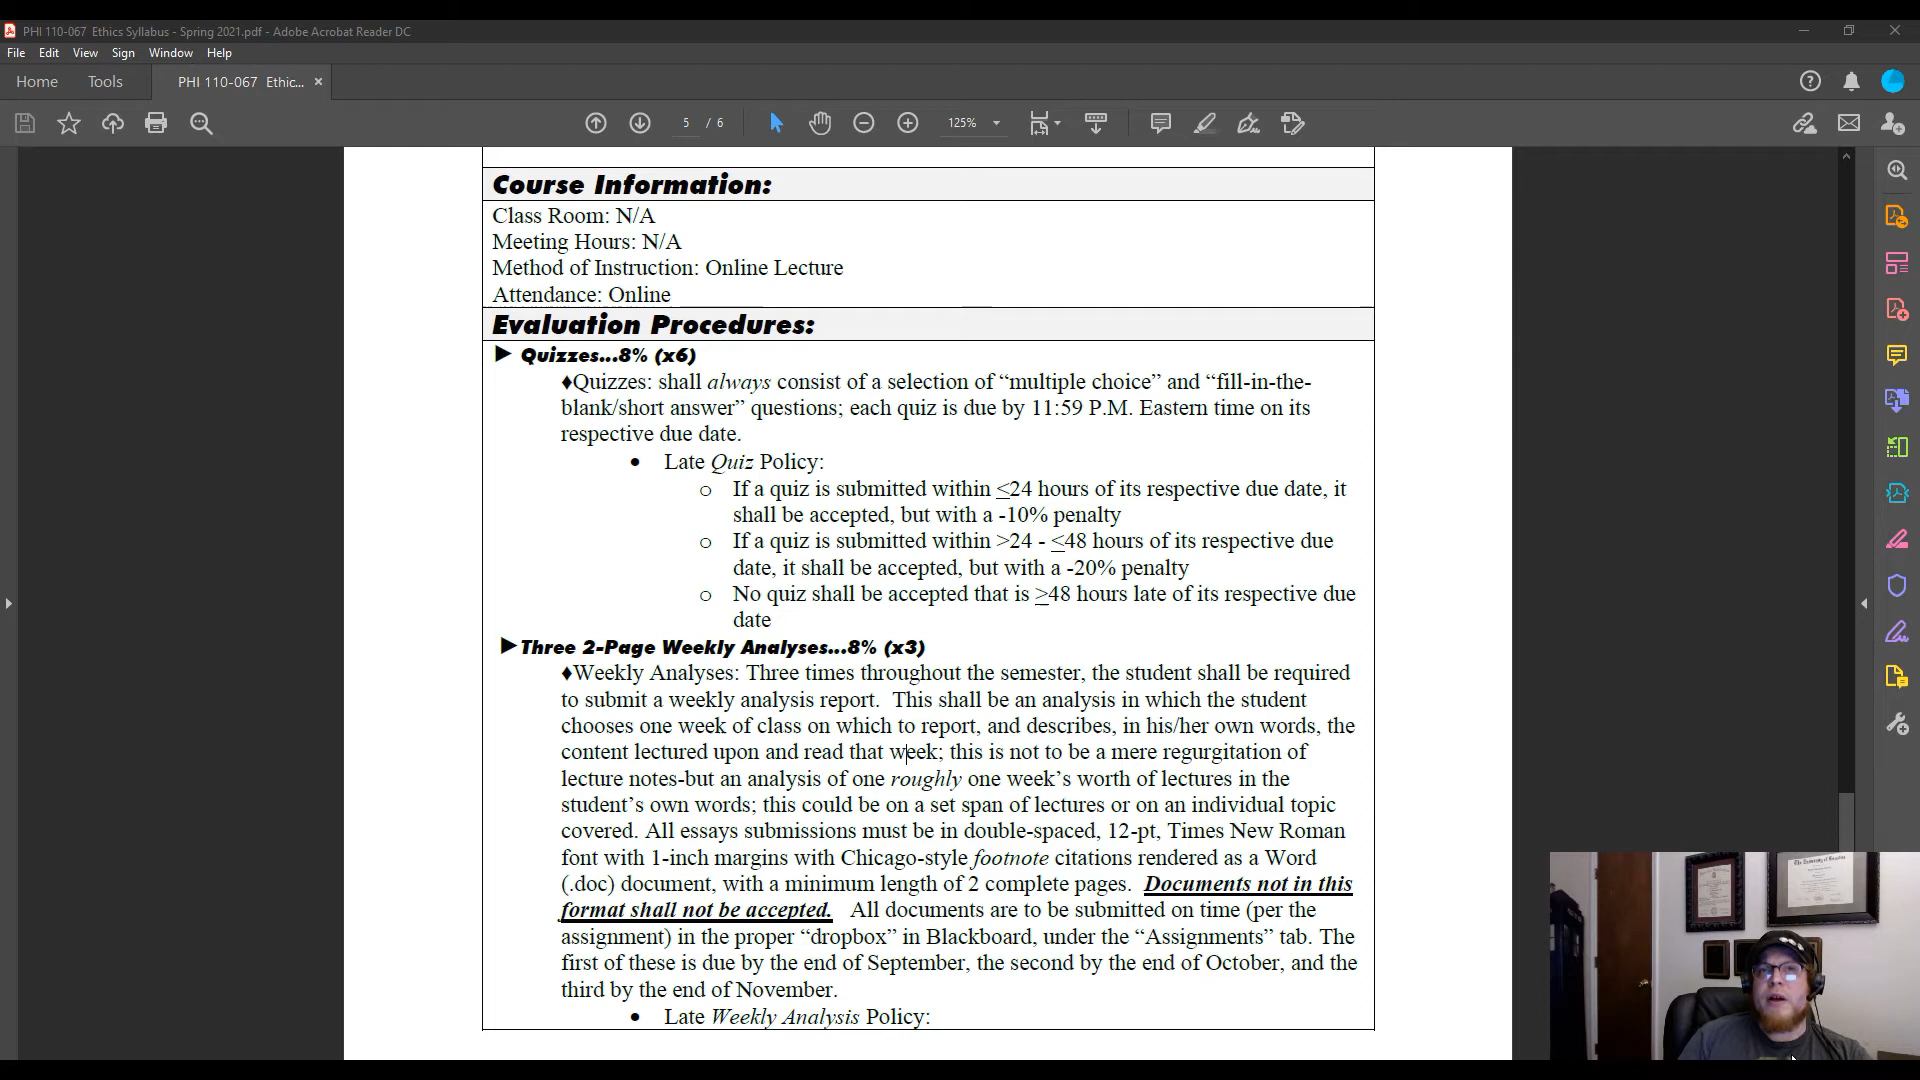 PHI 110-067  Ethics Syllabus - Spring 2021.pdf - Adobe Acrobat Reader DC
File Edit View Sign Window Help
Home Tools PHI 110-067  Ethic... ×
5 / 6 125%
Course Information:
Class Room: N/A
Meeting Hours: N/A
Method of Instruction: Online Lecture
Attendance: Online
Evaluation Procedures:
► Quizzes...8% (x6)
♦Quizzes: shall always consist of a selection of “multiple choice” and “fill-in-the-
blank/short answer” questions; each quiz is due by 11:59 P.M. Eastern time on its
respective due date.
• Late Quiz Policy:
o If a quiz is submitted within <24 hours of its respective due date, it
shall be accepted, but with a -10% penalty
o If a quiz is submitted within >24 - <48 hours of its respective due
date, it shall be accepted, but with a -20% penalty
o No quiz shall be accepted that is >48 hours late of its respective due
date
►Three 2-Page Weekly Analyses...8% (x3)
♦Weekly Analyses: Three times throughout the semester, the student shall be required
to submit a weekly analysis report.  This shall be an analysis in which the student
chooses one week of class on which to report, and describes, in his/her own words, the
content lectured upon and read that week; this is not to be a mere regurgitation of
lecture notes-but an analysis of one roughly one week’s worth of lectures in the
student’s own words; this could be on a set span of lectures or on an individual topic
covered. All essays submissions must be in double-spaced, 12-pt, Times New Roman
font with 1-inch margins with Chicago-style footnote citations rendered as a Word
(.doc) document, with a minimum length of 2 complete pages.  Documents not in this
format shall not be accepted.   All documents are to be submitted on time (per the
assignment) in the proper “dropbox” in Blackboard, under the “Assignments” tab. The
first of these is due by the end of September, the second by the end of October, and the
third by the end of November.
• Late Weekly Analysis Policy: